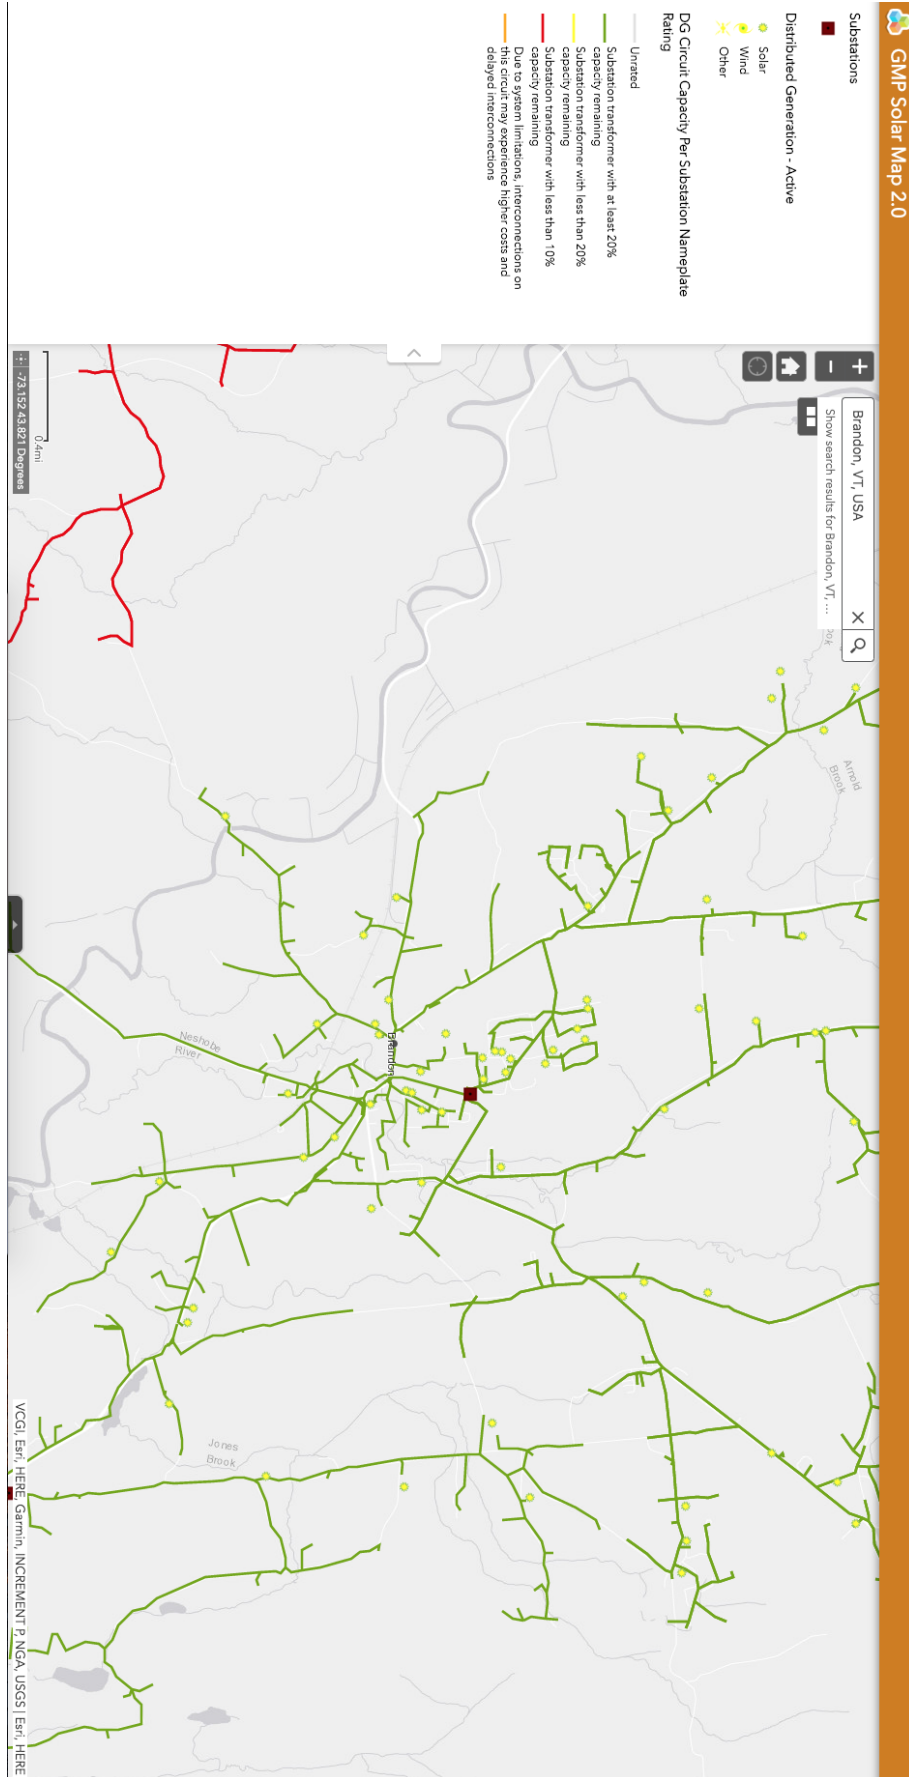 GMP Solar Map 2.0
Substations
Distributed Generation - Active
Solar
Wind
Other
DG Circuit Capacity Per Substation Nameplate
Rating
Unrated
Substation transformer with at least 20%
capacity remaining
Substation transformer with less than 20%
capacity remaining
Substation transformer with less than 10%
capacity remaining
Due to system limitations, interconnections on
this circuit may experience higher costs and
delayed interconnections
+
−
Brandon, VT, USA
Show search results for Brandon, VT, ...
Arnold
Brook
Brandon
Neshobe
River
Jones
Brook
0.4mi
-73.152 43.821 Degrees
VCGI, Esri, HERE, Garmin, INCREMENT P, NGA, USGS | Esri, HERE